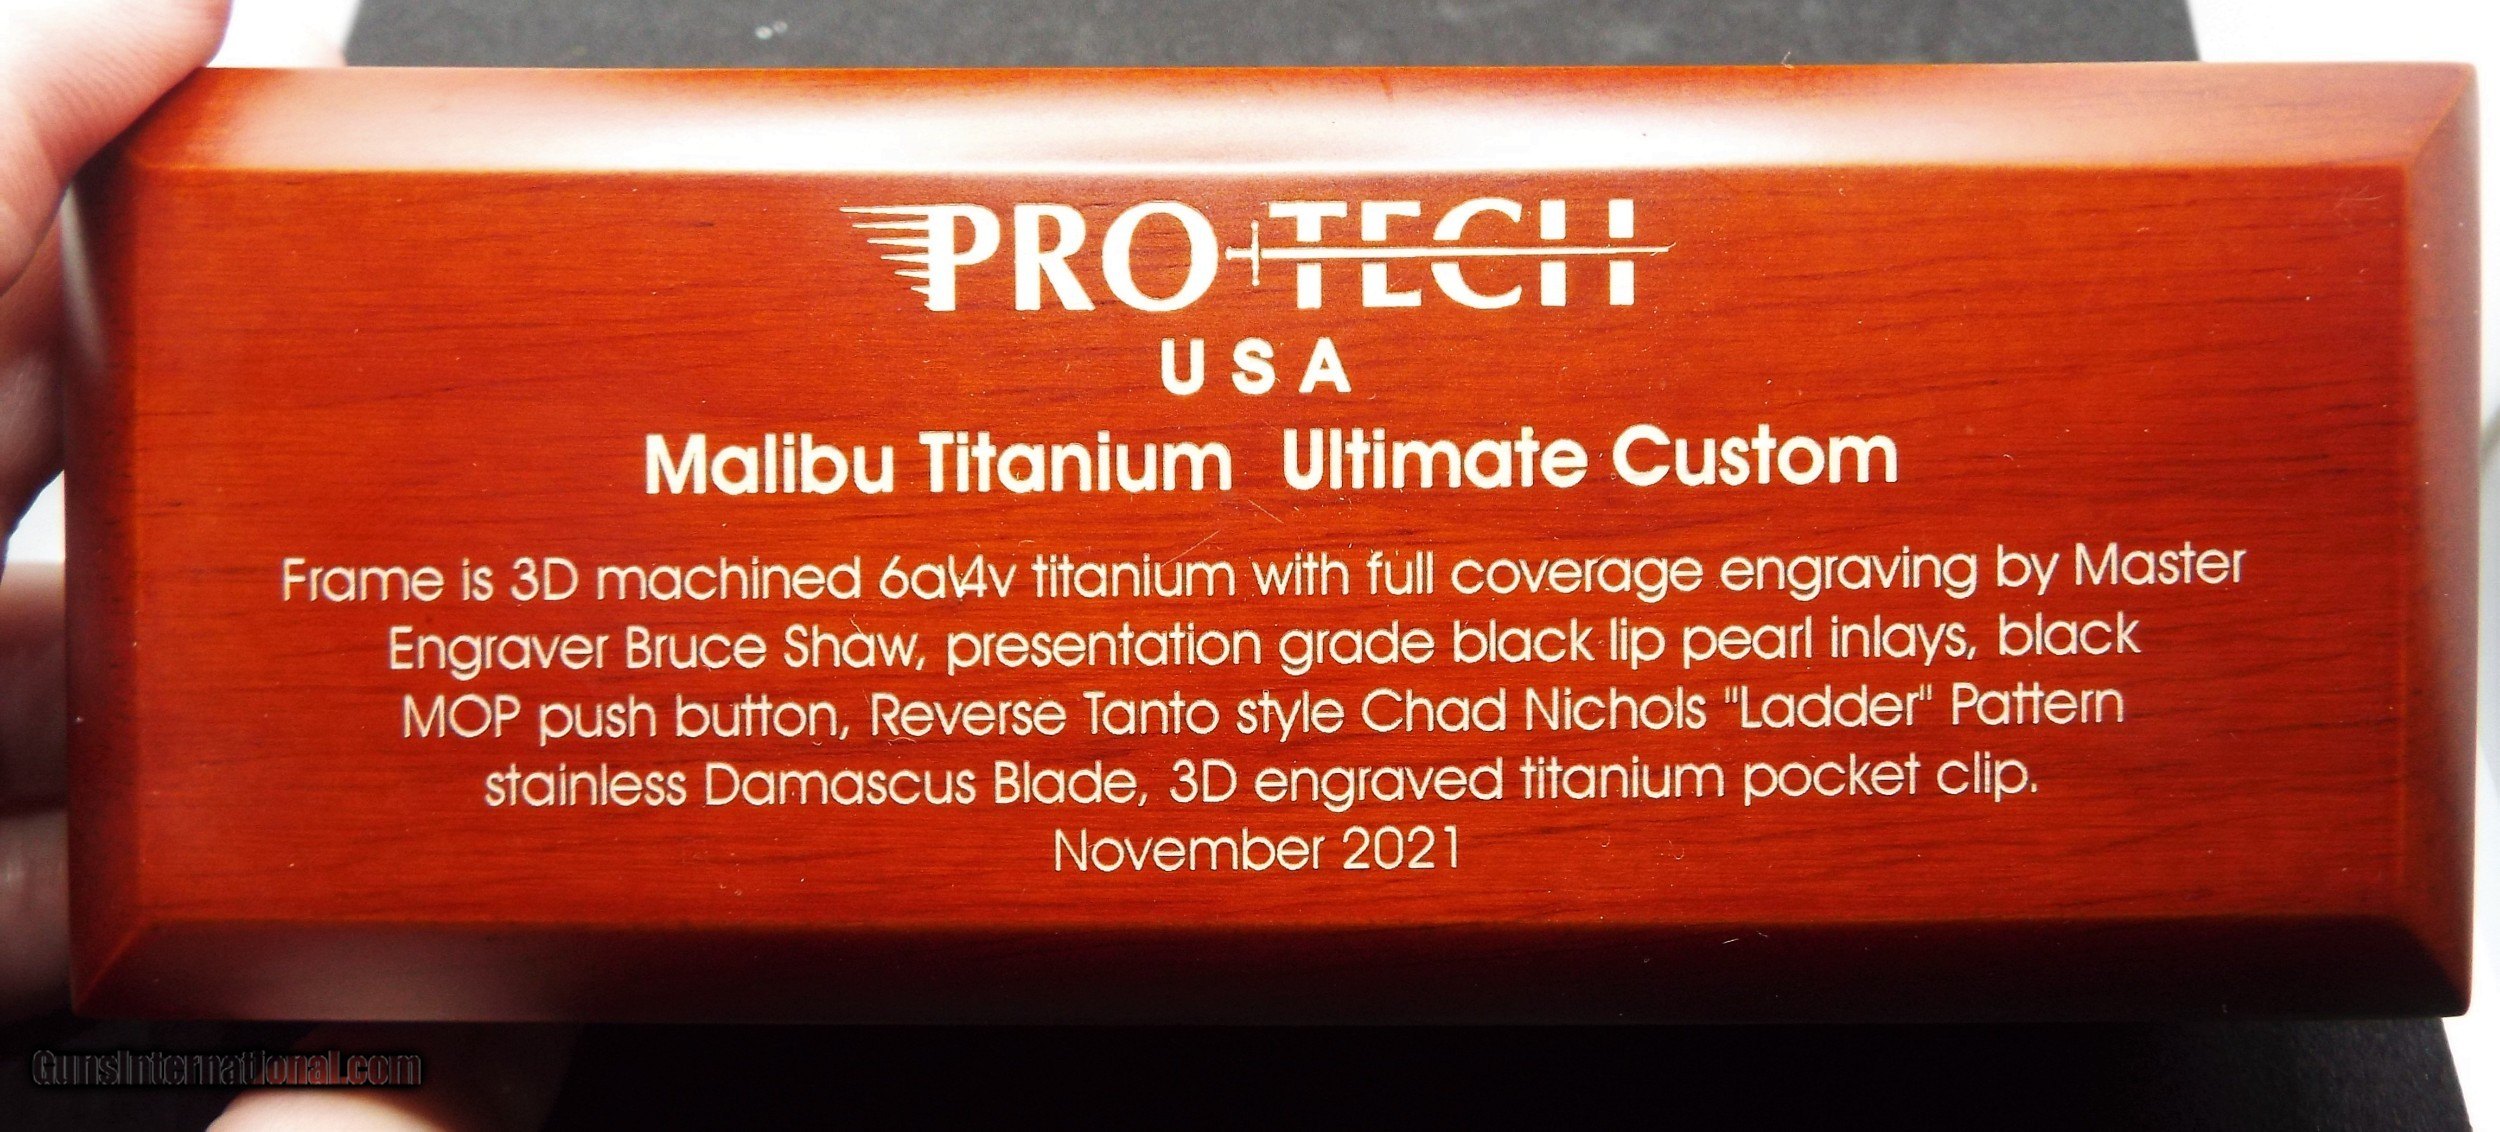 PRO-TECH
USA
Malibu Titanium Ultimate Custom
Frame is 3D machined 6al\4v titanium with full coverage engraving by Master
Engraver Bruce Shaw, presentation grade black lip pearl inlays, black
MOP push button, Reverse Tanto style Chad Nichols "Ladder" Pattern
stainless Damascus Blade, 3D engraved titanium pocket clip.
November 2021
GunsInternational.com